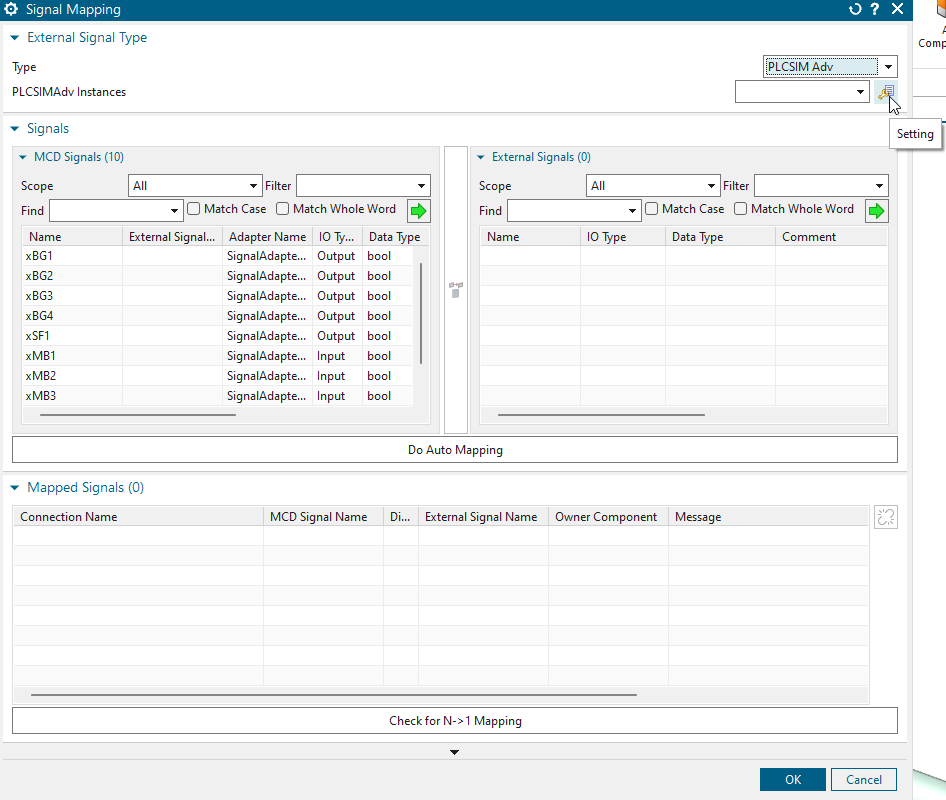 Signal Mapping
External Signal Type
Type PLCSIM Adv
PLCSIMAdv Instances
Setting
Signals
MCD Signals (10)
Scope All Filter
Find Match Case Match Whole Word
Name External Signal... Adapter Name IO Ty... Data Type
xBG1 SignalAdapte... Output bool
xBG2 SignalAdapte... Output bool
xBG3 SignalAdapte... Output bool
xBG4 SignalAdapte... Output bool
xSF1 SignalAdapte... Output bool
xMB1 SignalAdapte... Input bool
xMB2 SignalAdapte... Input bool
xMB3 SignalAdapte... Input bool
External Signals (0)
Scope All Filter
Find Match Case Match Whole Word
Name IO Type Data Type Comment
Do Auto Mapping
Mapped Signals (0)
Connection Name MCD Signal Name Di... External Signal Name Owner Component Message
Check for N->1 Mapping
OK Cancel
A
Comp